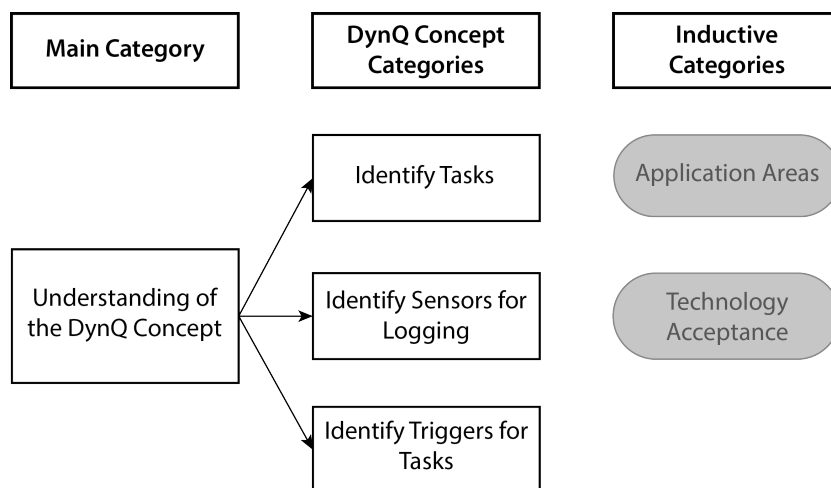 Main Category
DynQ Concept
Categories
Inductive
Categories
Identify Tasks
Application Areas
Understanding of
the DynQ Concept
Identify Sensors for
Logging
Technology
Acceptance
Identify Triggers for
Tasks